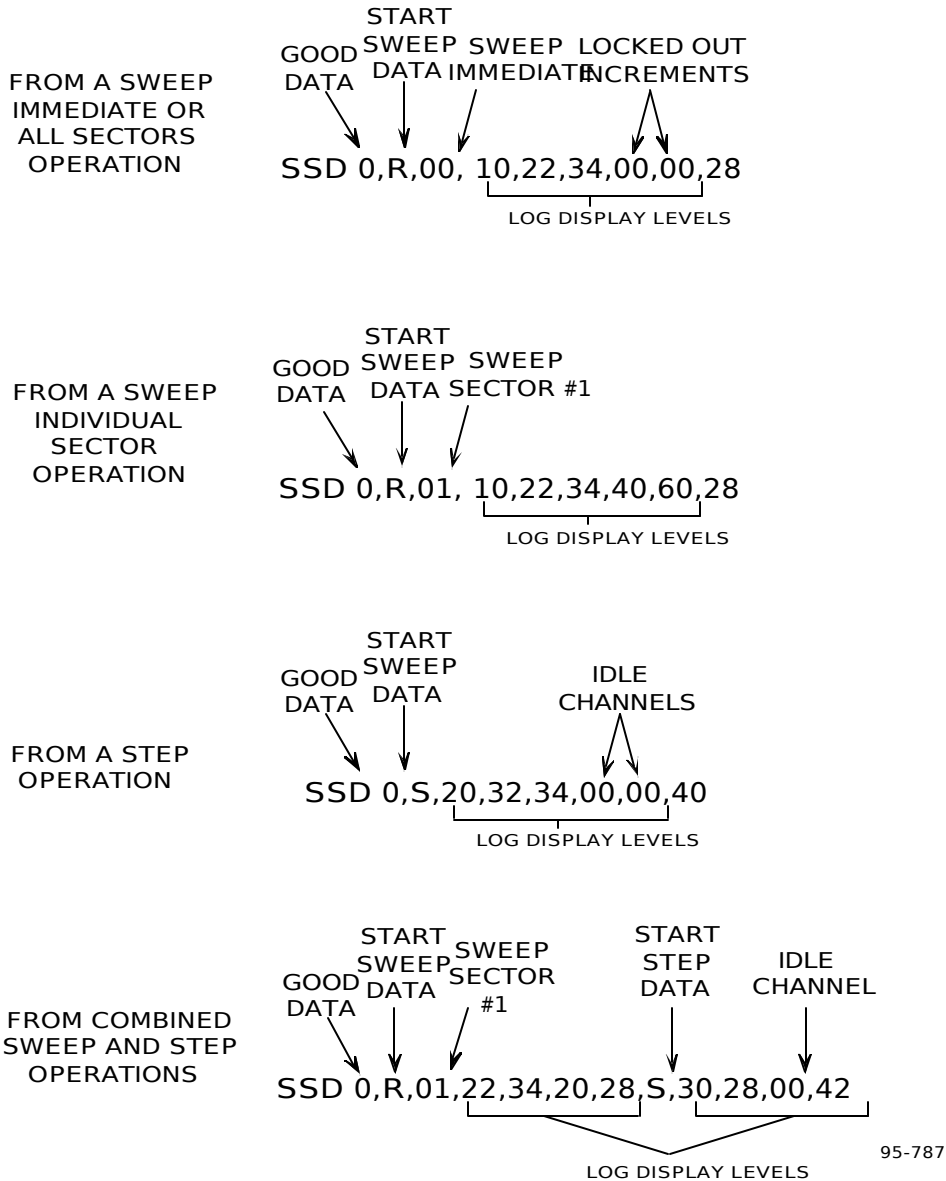 FROM A SWEEP
IMMEDIATE OR
ALL SECTORS
OPERATION
GOOD
DATA
START
SWEEP
DATA
SWEEP
IMMEDIATE
LOCKED OUT
INCREMENTS
SSD 0,R,00, 10,22,34,00,00,28
LOG DISPLAY LEVELS
FROM A SWEEP
INDIVIDUAL
SECTOR
OPERATION
GOOD
DATA
START
SWEEP
DATA
SWEEP
SECTOR #1
SSD 0,R,01, 10,22,34,40,60,28
LOG DISPLAY LEVELS
FROM A STEP
OPERATION
GOOD
DATA
START
SWEEP
DATA
IDLE
CHANNELS
SSD 0,S,20,32,34,00,00,40
LOG DISPLAY LEVELS
FROM COMBINED
SWEEP AND STEP
OPERATIONS
GOOD
DATA
START
SWEEP
DATA
SWEEP
SECTOR
#1
START
STEP
DATA
IDLE
CHANNEL
SSD 0,R,01,22,34,20,28,S,30,28,00,42
LOG DISPLAY LEVELS
95-787